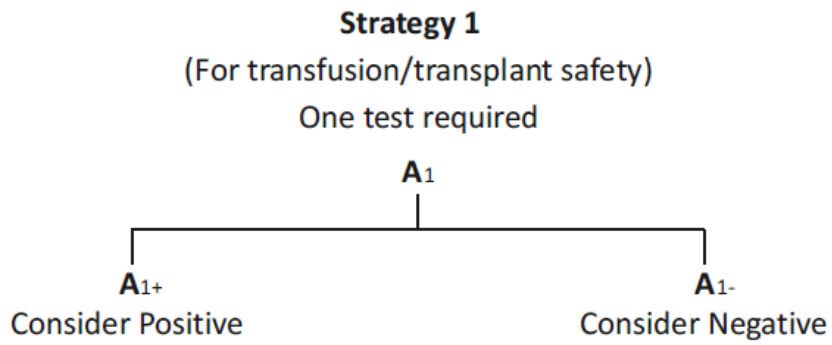 Strategy 1
(For transfusion/transplant safety)
One test required
A1
A1+
Consider Positive
A1-
Consider Negative